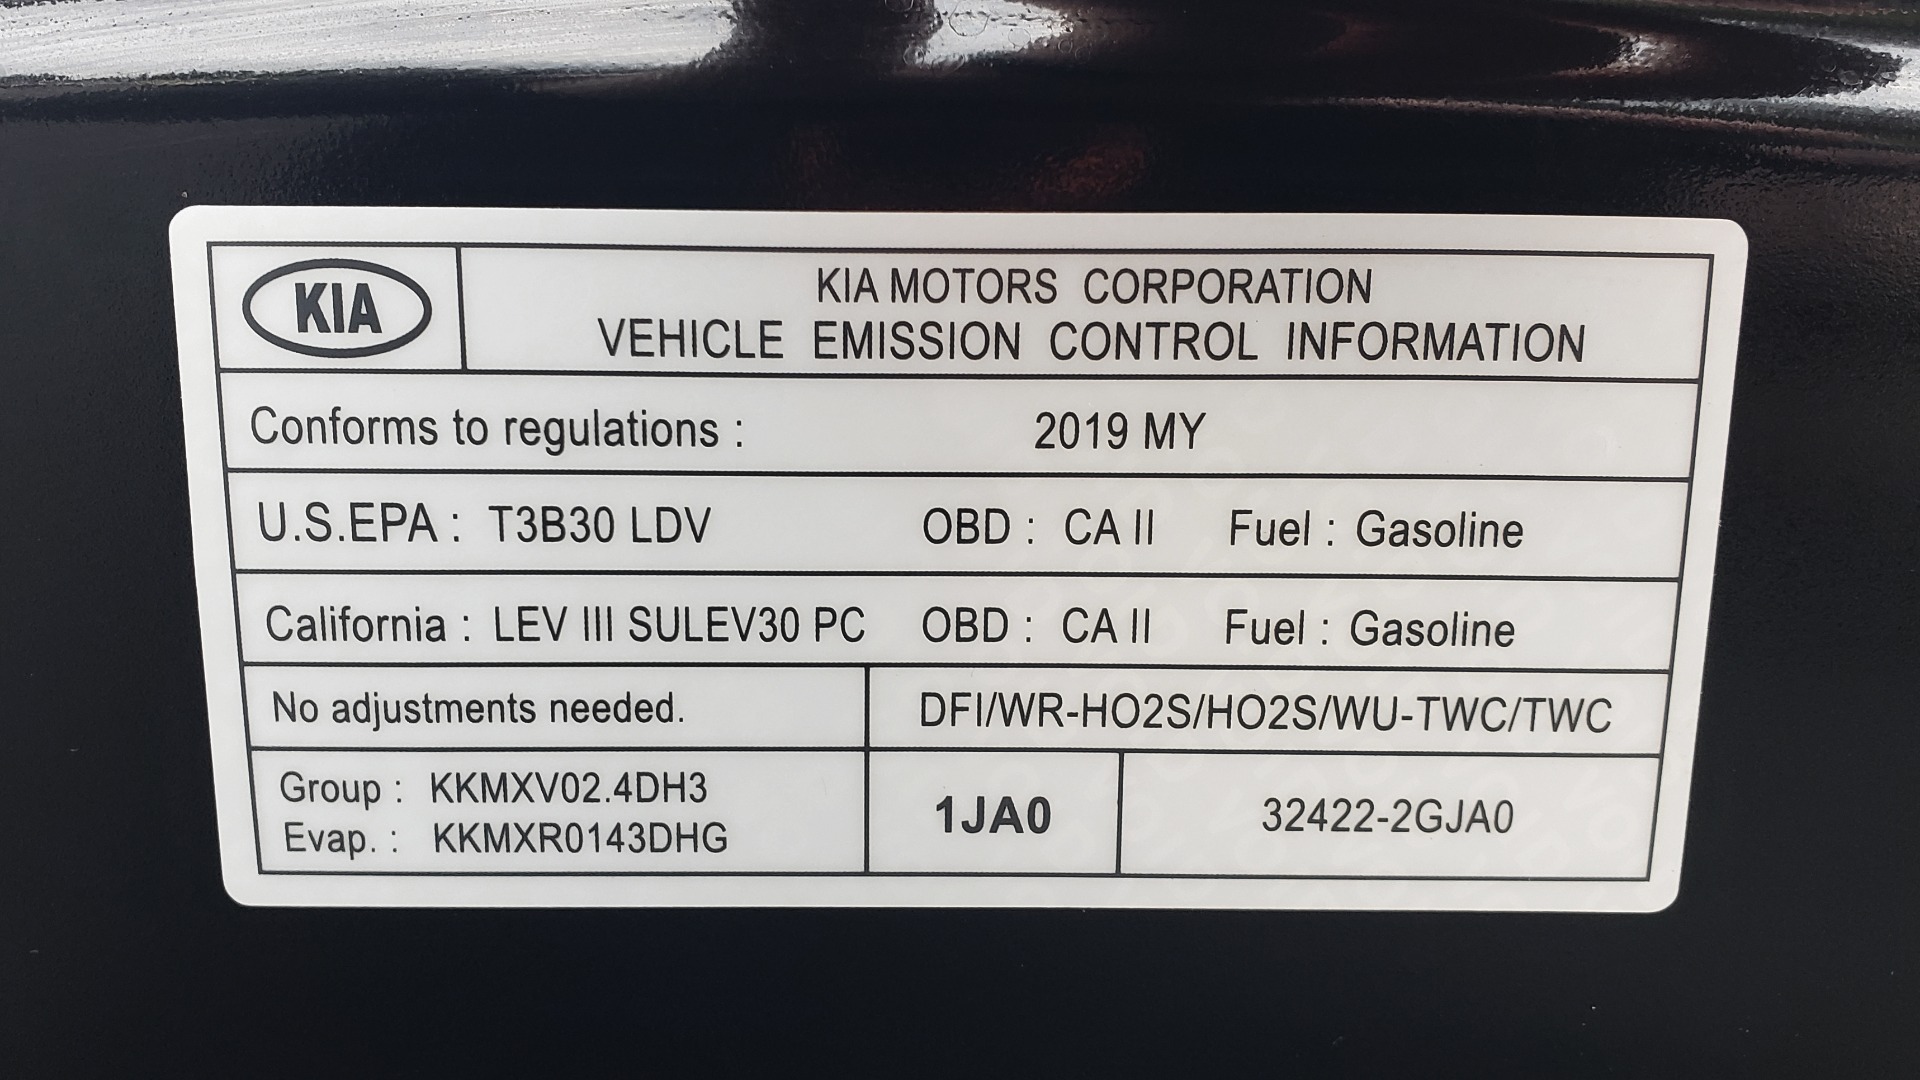 KIA
KIA MOTORS CORPORATION
VEHICLE EMISSION CONTROL INFORMATION
Conforms to regulations : 2019 MY
U.S.EPA : T3B30 LDV OBD : CA II Fuel : Gasoline
California : LEV III SULEV30 PC OBD : CA II Fuel : Gasoline
No adjustments needed. DFI/WR-HO2S/HO2S/WU-TWC/TWC
Group : KKMXV02.4DH3
Evap. : KKMXR0143DHG
1JA0
32422-2GJA0